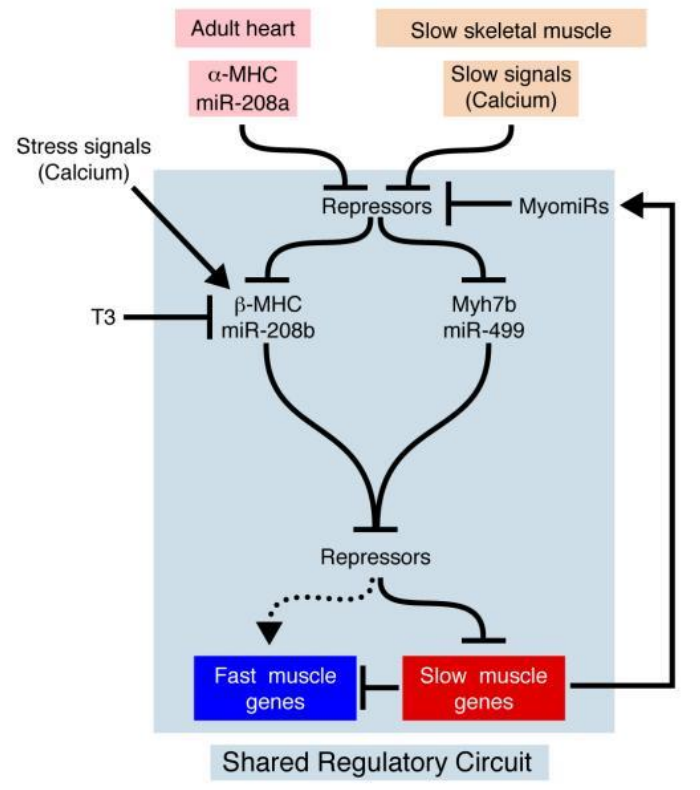 Adult heart
Slow skeletal muscle
α-MHC
miR-208a
Slow signals
(Calcium)
Stress signals
(Calcium)
Repressors
MyomiRs
β-MHC
miR-208b
Myh7b
miR-499
T3
Repressors
Fast muscle
genes
Slow muscle
genes
Shared Regulatory Circuit